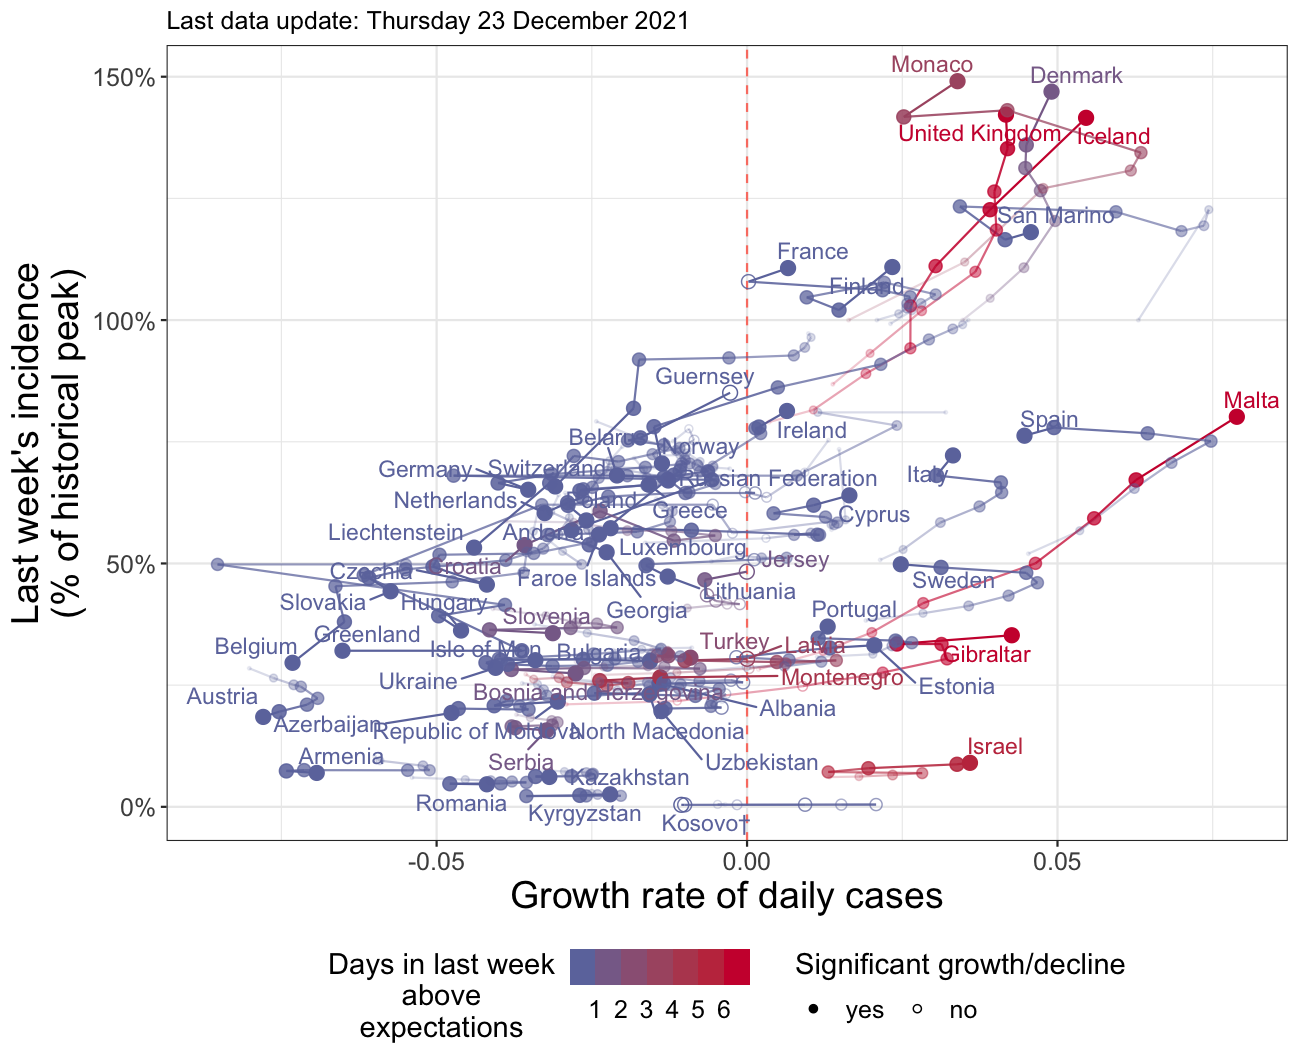 Last data update: Thursday 23 December 2021
Last week's incidence
(% of historical peak)
150%
100%
50%
0%
Monaco
Denmark
United Kingdom
Iceland
San Marino
France
Finland
Guernsey
Malta
Spain
Ireland
Belarus
Norway
Germany
Switzerland
Russian Federation
Italy
Netherlands
Poland
Greece
Cyprus
Liechtenstein
Andorra
Luxembourg
Jersey
Czechia
Croatia
Faroe Islands
Lithuania
Sweden
Slovakia
Hungary
Georgia
Portugal
Slovenia
Belgium
Greenland
Isle of Man
Bulgaria
Turkey
Latvia
Gibraltar
Ukraine
Montenegro
Estonia
Austria
Bosnia and Herzegovina
Albania
Azerbaijan
Republic of Moldova
North Macedonia
Armenia
Serbia
Uzbekistan
Israel
Kazakhstan
Romania
Kyrgyzstan
Kosovo†
-0.05
0.00
0.05
Growth rate of daily cases
Days in last week
above
expectations
1 2 3 4 5 6
Significant growth/decline
yes
no